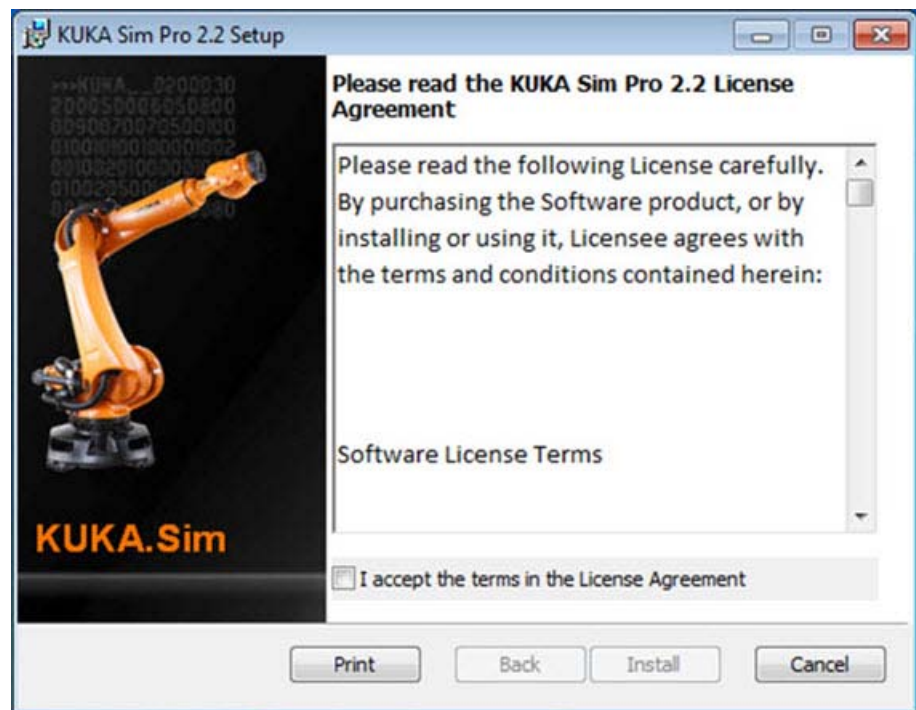 KUKA Sim Pro 2.2 Setup
>>>KUKA__0200030
Please read the KUKA Sim Pro 2.2 License
Agreement
Please read the following License carefully.
By purchasing the Software product, or by
installing or using it, Licensee agrees with
the terms and conditions contained herein:
Software License Terms
KUKA.Sim
I accept the terms in the License Agreement
Print
Back
Install
Cancel